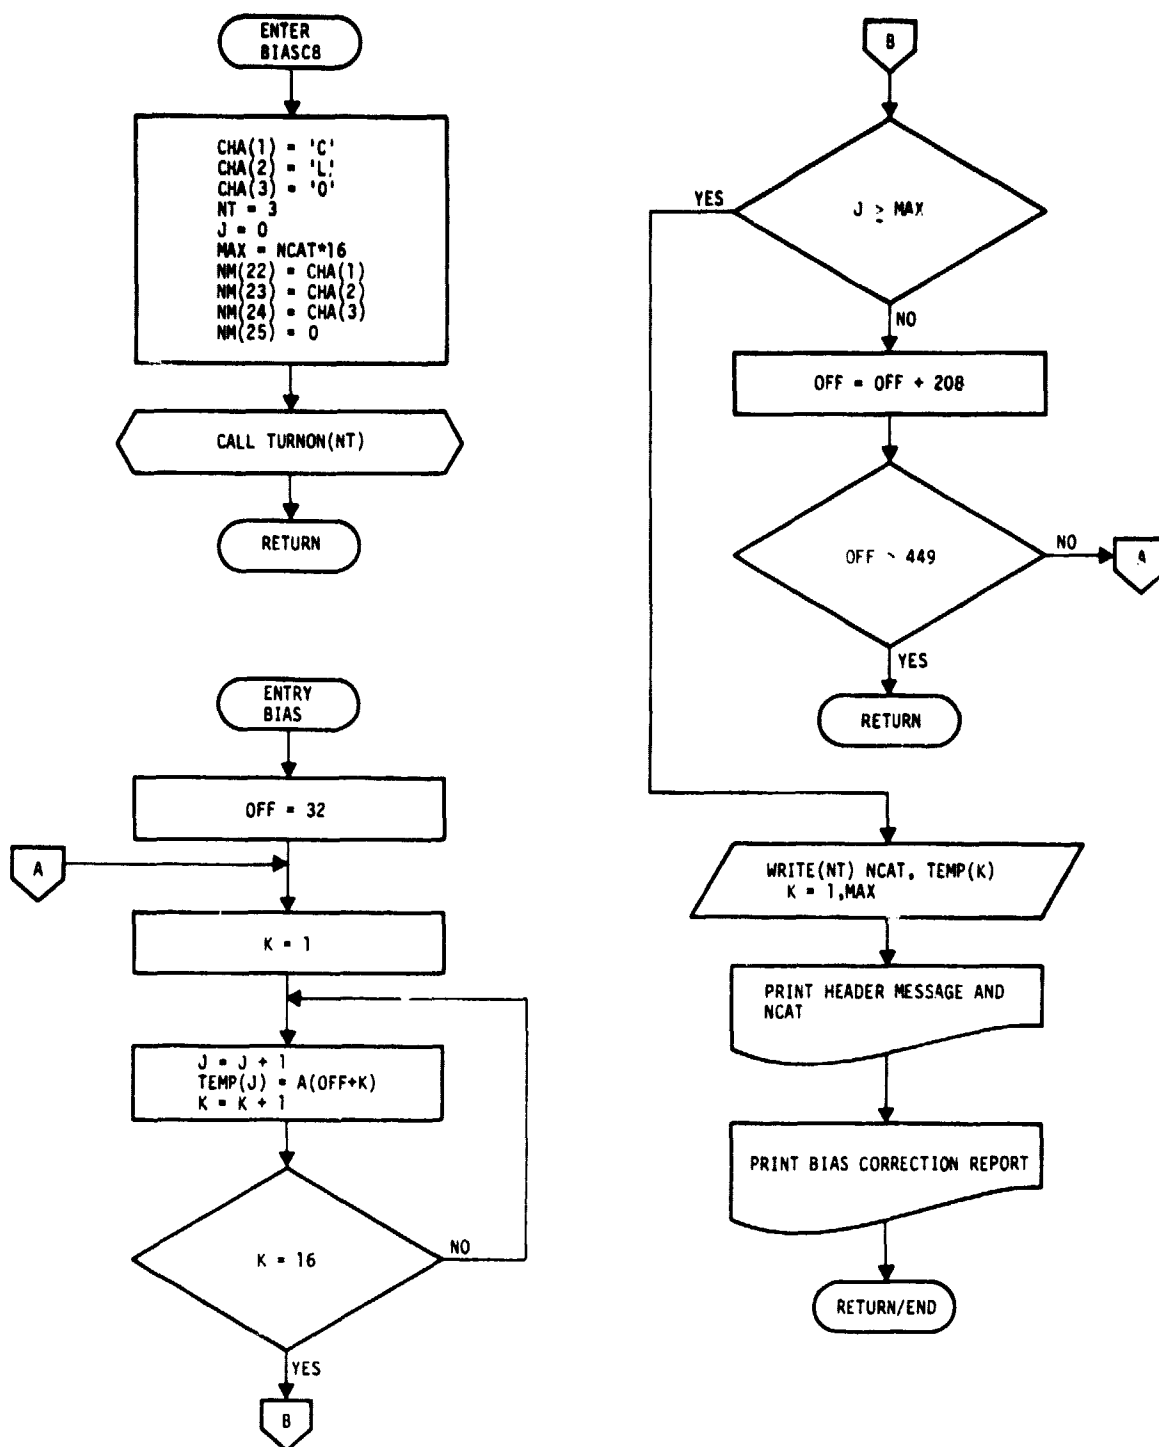 ENTER
BIASC8
CHA(1) = 'C'
CHA(2) = 'L'
CHA(3) = 'O'
NT = 3
J = 0
MAX = NCAT*16
NM(22) = CHA(1)
NM(23) = CHA(2)
NM(24) = CHA(3)
NM(25) = 0
CALL TURNON(NT)
RETURN
ENTRY
BIAS
OFF = 32
A
K = 1
J = J + 1
TEMP(J) = A(OFF+K)
K = K + 1
K = 16
NO
YES
B
B
YES
J ≥ MAX
NO
OFF = OFF + 208
OFF 449
NO
A
YES
RETURN
WRITE(NT) NCAT, TEMP(K)
K = 1,MAX
PRINT HEADER MESSAGE AND
NCAT
PRINT BIAS CORRECTION REPORT
RETURN/END